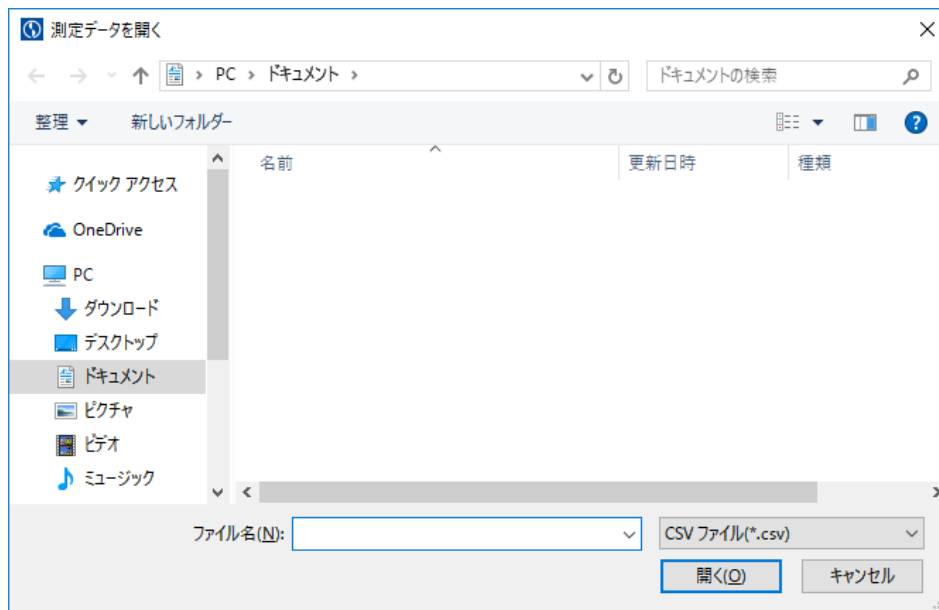 測定データを開く
PC › ドキュメント ›
ドキュメントの検索
整理
新しいフォルダー
名前
更新日時
種類
クイック アクセス
OneDrive
PC
ダウンロード
デスクトップ
ドキュメント
ピクチャ
ビデオ
ミュージック
ファイル名(N):
CSV ファイル(*.csv)
開く(O)
キャンセル